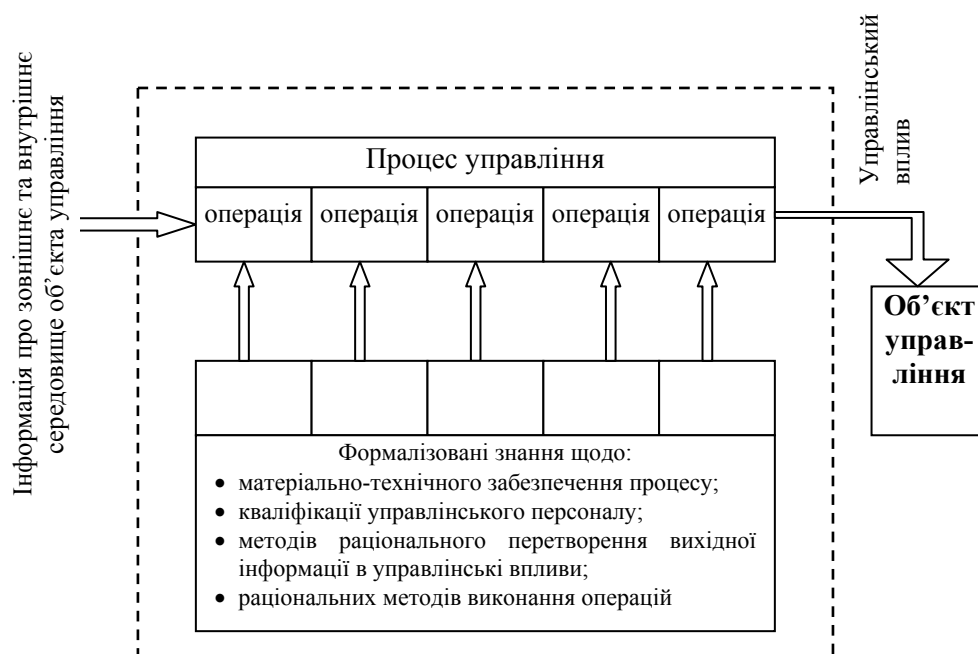 Інформація про зовнішнє та внутрішнє
середовище об’єкта управління
Процес управління
операція операція операція операція операція
Управлінський
вплив
Об’єкт
управ-
ління
Формалізовані знання щодо:
• матеріально-технічного забезпечення процесу;
• кваліфікації управлінського персоналу;
• методів раціонального перетворення вихідної
інформації в управлінські впливи;
• раціональних методів виконання операцій